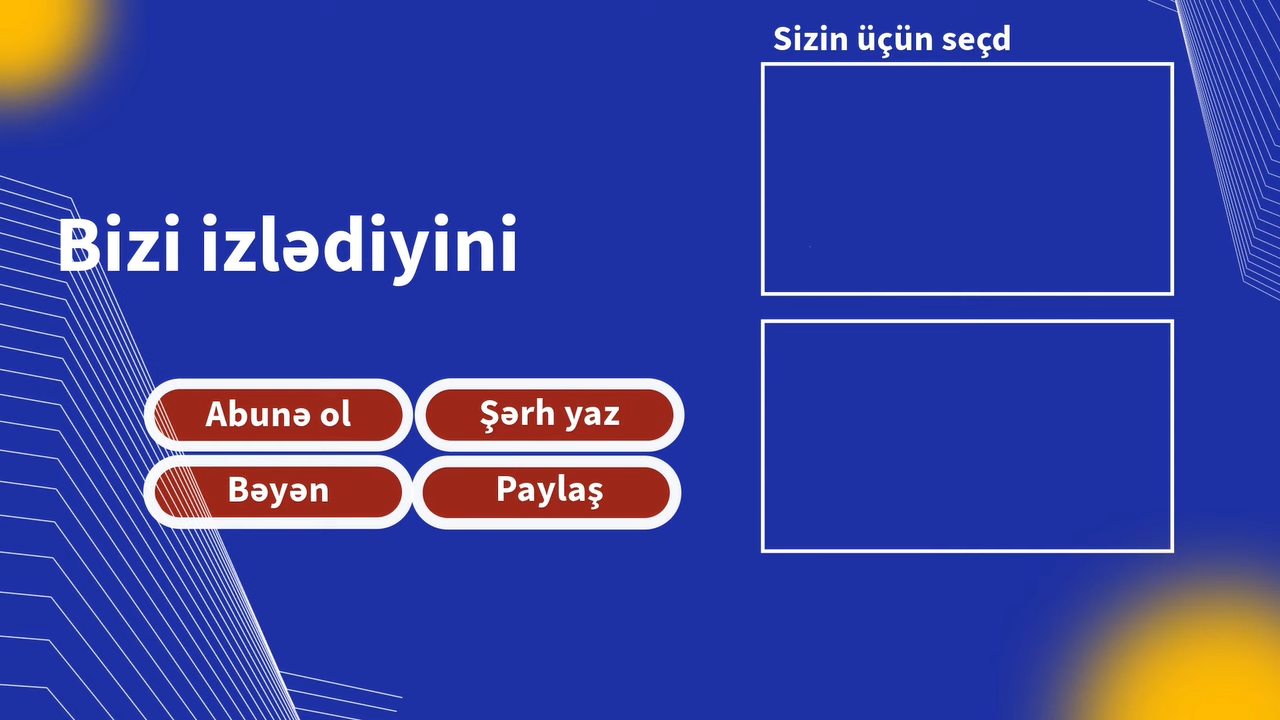 Sizin üçün seçd
Bizi izlədiyini
Abunə ol
Şərh yaz
Bəyən
Paylaş